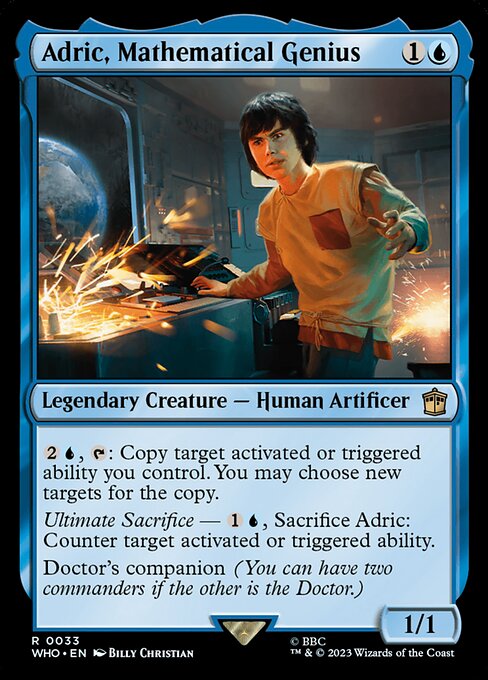 Adric, Mathematical Genius 1
Legendary Creature — Human Artificer
2, : Copy target activated or triggered
ability you control. You may choose new
targets for the copy.
Ultimate Sacrifice — 1, Sacrifice Adric:
Counter target activated or triggered ability.
Doctor's companion (You can have two
commanders if the other is the Doctor.)
1/1
R 0033
WHO • EN Billy Christian
© BBC
™ & © 2023 Wizards of the Coast